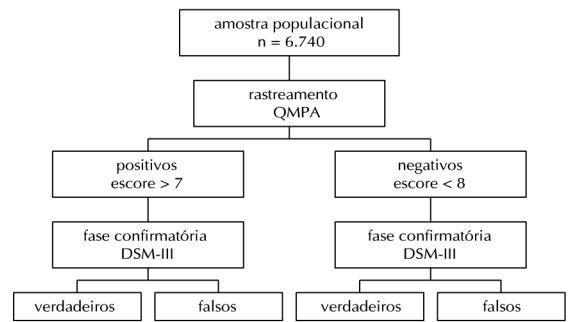 amostra populacional
n = 6.740
rastreamento
QMPA
positivos
escore > 7
negativos
escore < 8
fase confirmatória
DSM-III
fase confirmatória
DSM-III
verdadeiros
falsos
verdadeiros
falsos